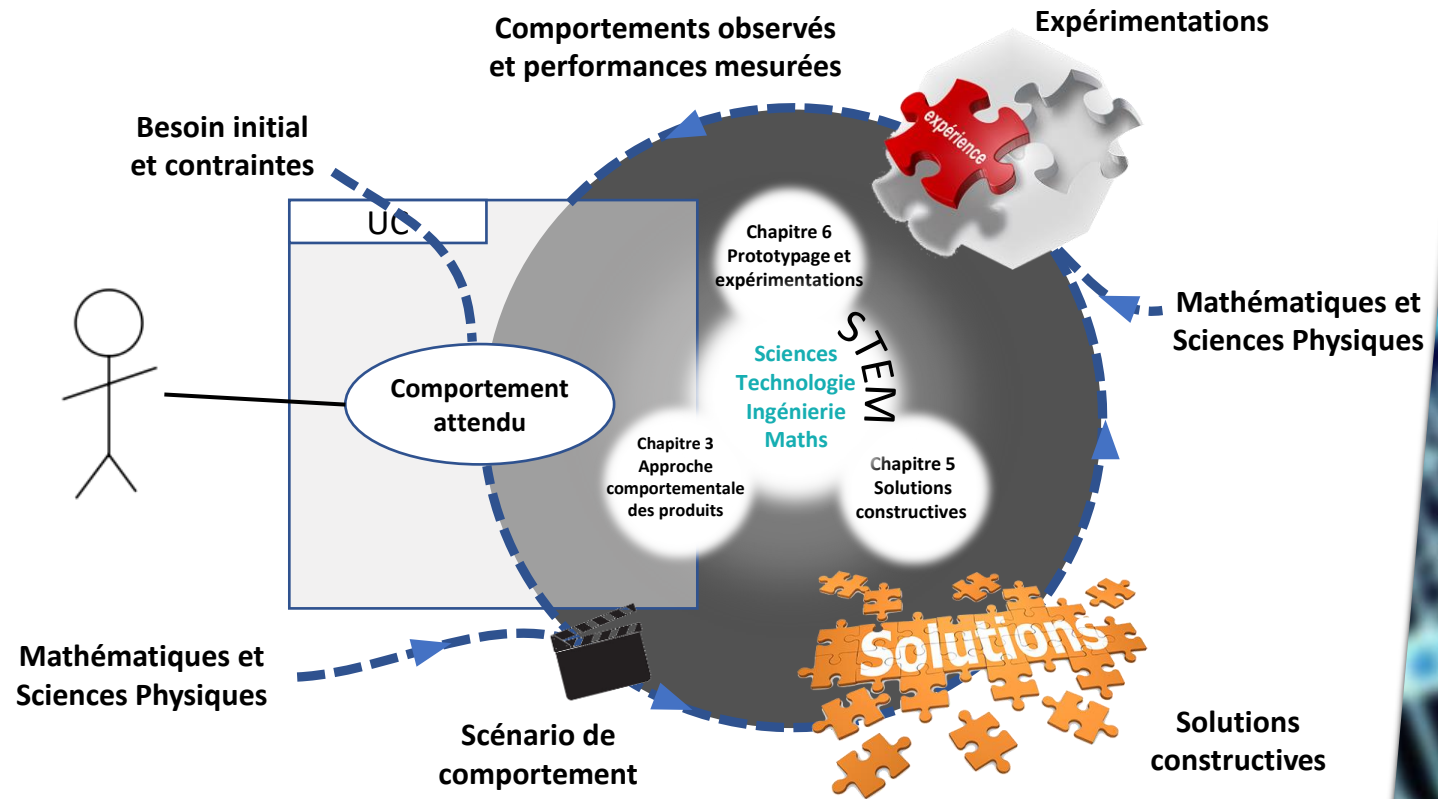 Comportements observés
et performances mesurées
Expérimentations
expérience
Besoin initial
et contraintes
UC
Chapitre 6
Prototypage et
expérimentations
Mathématiques et
Sciences Physiques
STEM
Sciences
Technologie
Ingénierie
Maths
Comportement
attendu
Chapitre 3
Approche
comportementale
des produits
Chapitre 5
Solutions
constructives
Solutions
Mathématiques et
Sciences Physiques
Scénario de
comportement
Solutions
constructives